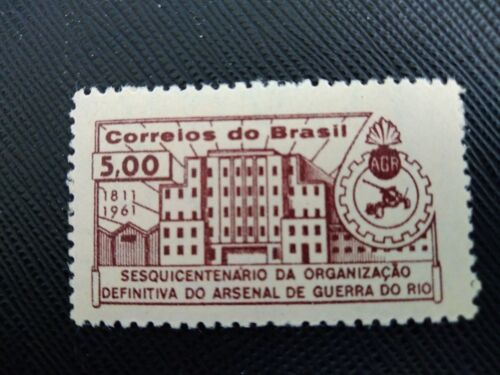 Correios do Brasil
5,00
AGR
1811
1961
SESQUICENTENÁRIO DA ORGANIZAÇÃO
DEFINITIVA DO ARSENAL DE GUERRA DO RIO